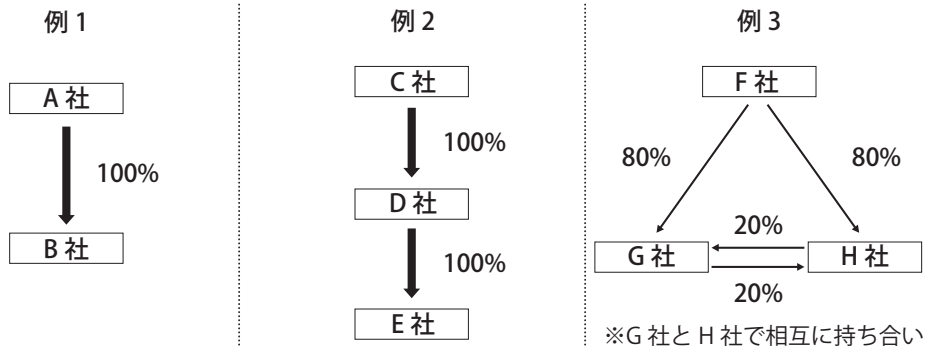 例 1
A 社
100%
B 社
例 2
C 社
100%
D 社
100%
E 社
例 3
F 社
80%
80%
20%
G 社
H 社
20%
※G 社と H 社で相互に持ち合い